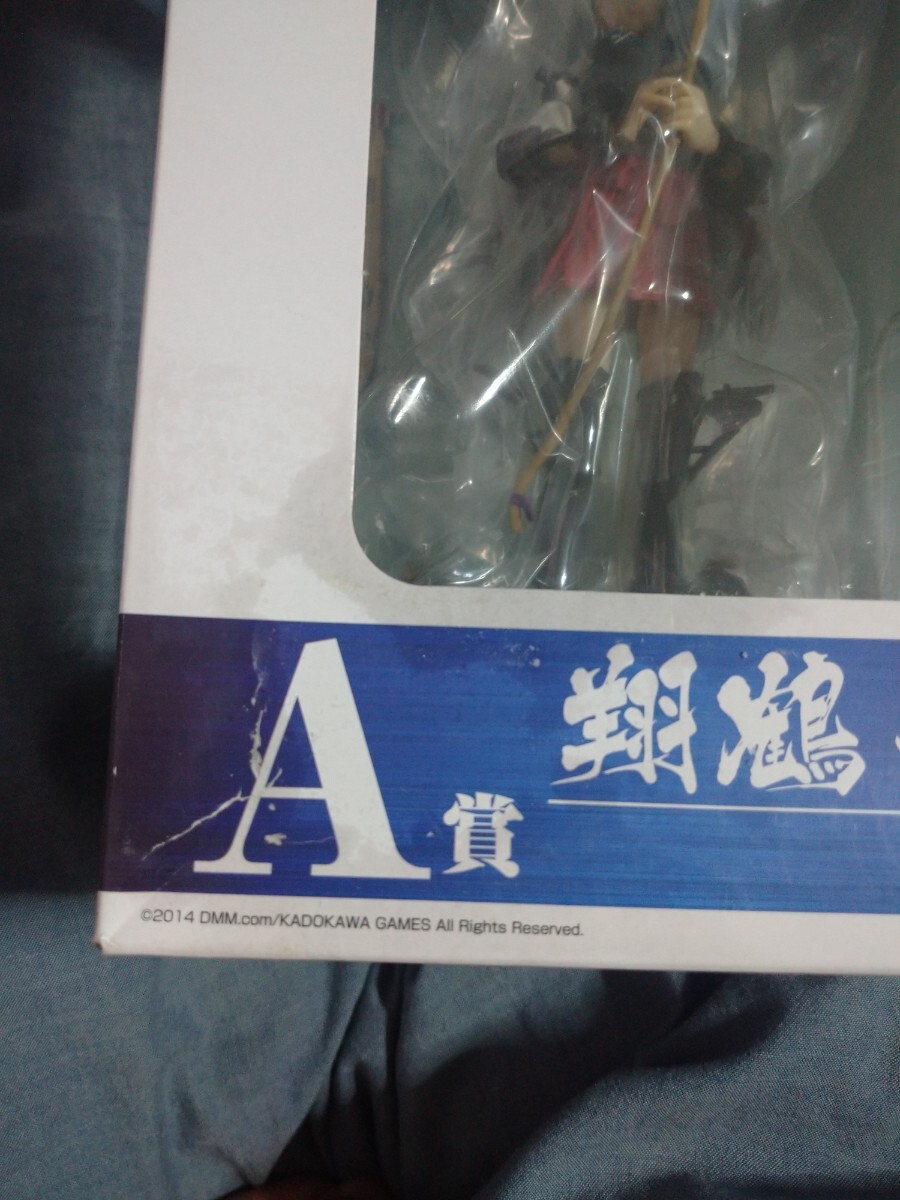 A賞 翔鶴
©2014 DMM.com/KADOKAWA GAMES All Rights Reserved.